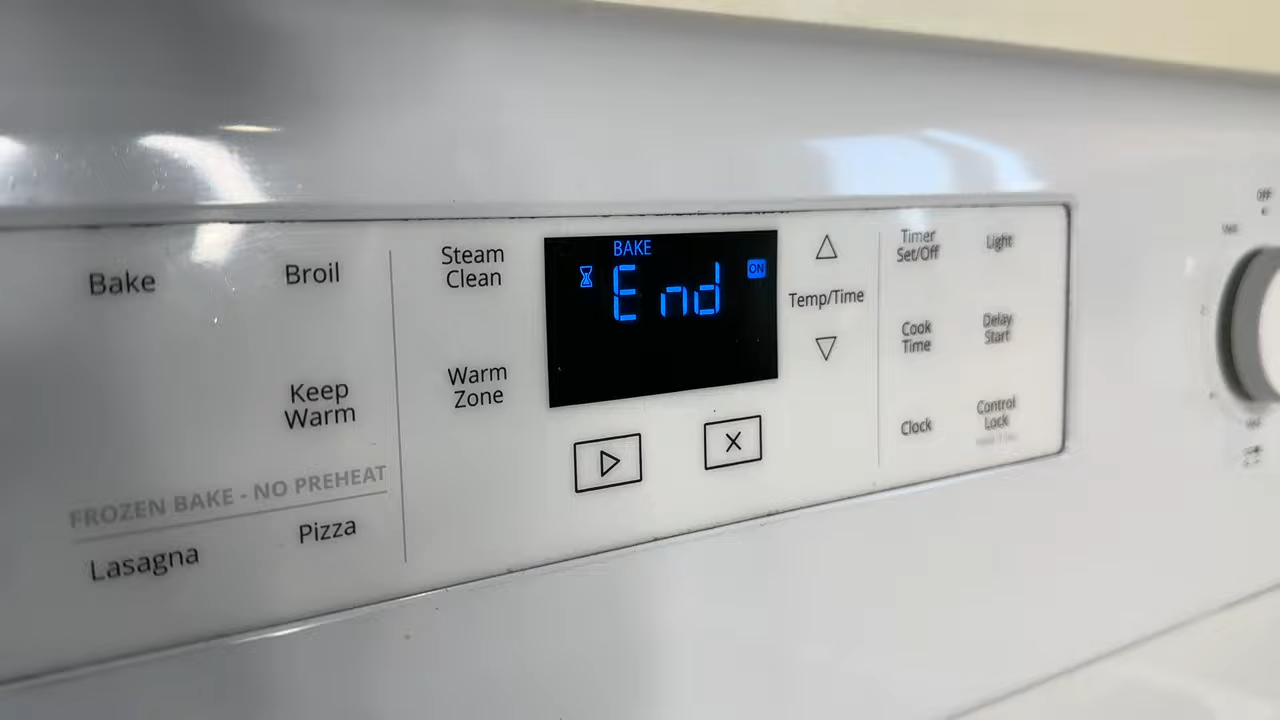 Bake
Broil
Keep
Warm
FROZEN BAKE - NO PREHEAT
Lasagna
Pizza
Steam
Clean
Warm
Zone
BAKE
End
ON
Temp/Time
Timer
Set/Off
Light
Cook
Time
Delay
Start
Clock
Control
Lock
OFF